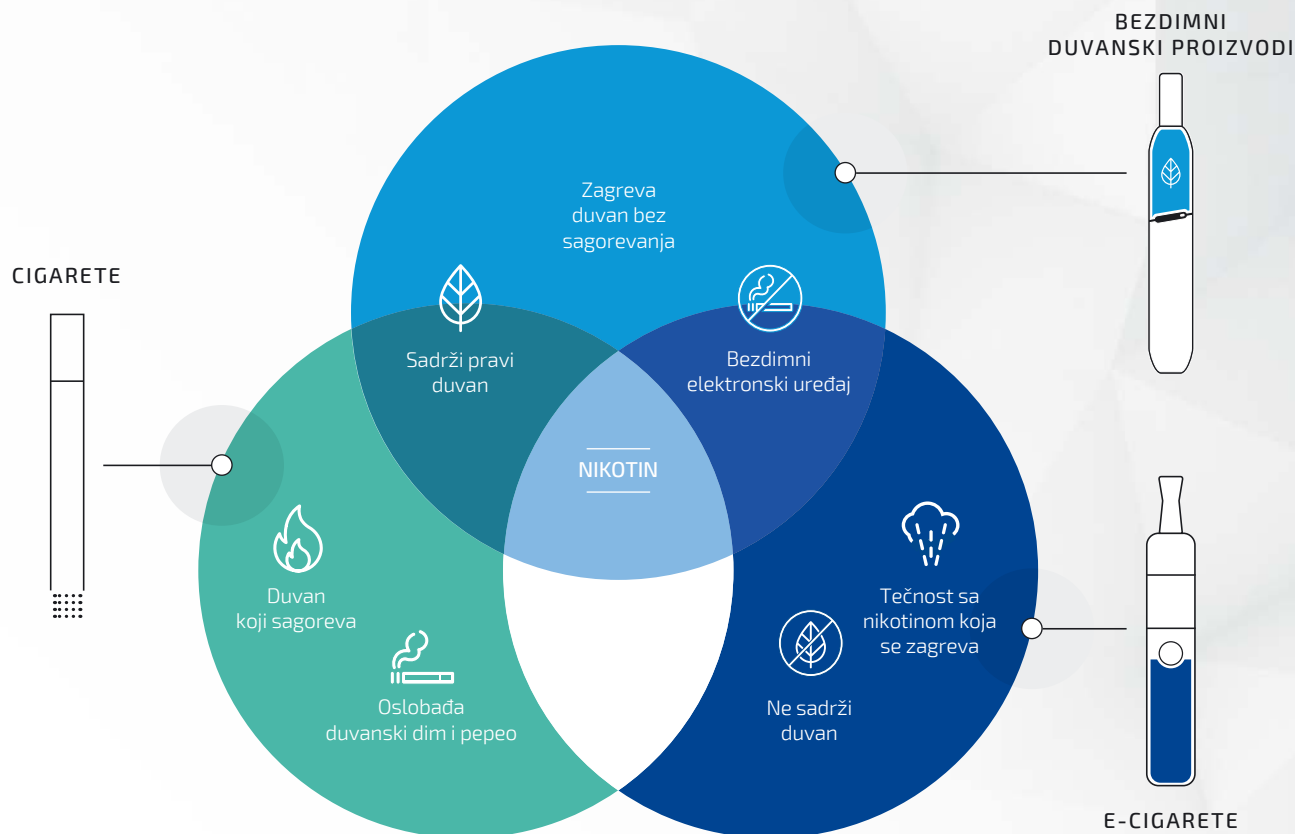 BEZDIMNI
DUVANSKI PROIZVODI
Zagreva
duvan bez
sagorevanja
CIGARETE
Sadrži pravi
duvan
Bezdimni
elektronski uređaj
NIKOTIN
Duvan
koji sagoreva
Tečnost sa
nikotinom koja
se zagreva
Oslobađa
duvanski dim i pepeo
Ne sadrži
duvan
E-CIGARETE